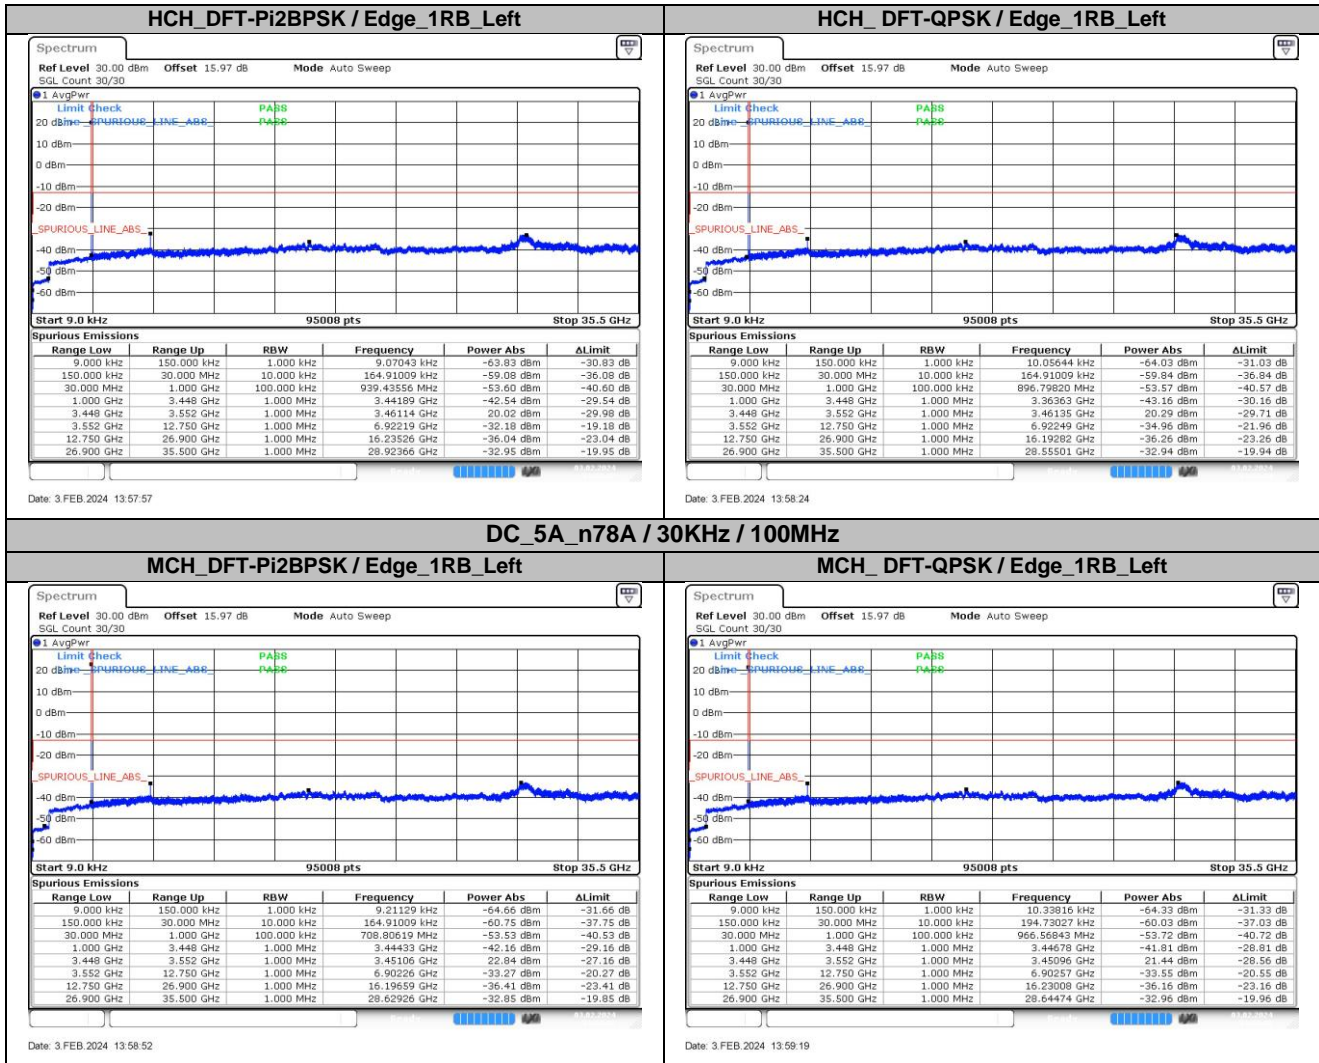 HCH_DFT-Pi2BPSK / Edge_1RB_Left
Spectrum
Ref Level 30.00 dBm Offset 15.97 dB Mode Auto Sweep
SGL Count 30/30
1 AvgPwr
Limit Check PASS
20 dBm Line _SPURIOUS_LINE_ABS_ PASS
10 dBm
0 dBm
-10 dBm
-20 dBm
_SPURIOUS_LINE_ABS_
-40 dBm
-50 dBm
-60 dBm
Start 9.0 kHz 95008 pts Stop 35.5 GHz
Spurious Emissions
Range Low Range Up RBW Frequency Power Abs ΔLimit
9.000 kHz 150.000 kHz 1.000 kHz 9.07043 kHz -63.83 dBm -30.83 dB
150.000 kHz 30.000 MHz 10.000 kHz 164.91009 kHz -59.08 dBm -36.08 dB
30.000 MHz 1.000 GHz 100.000 kHz 939.43556 MHz -53.60 dBm -40.60 dB
1.000 GHz 3.448 GHz 1.000 MHz 3.44189 GHz -42.54 dBm -29.54 dB
3.448 GHz 3.552 GHz 1.000 MHz 3.46114 GHz 20.02 dBm -29.98 dB
3.552 GHz 12.750 GHz 1.000 MHz 6.92219 GHz -32.18 dBm -19.18 dB
12.750 GHz 26.900 GHz 1.000 MHz 16.23526 GHz -36.04 dBm -23.04 dB
26.900 GHz 35.500 GHz 1.000 MHz 28.92366 GHz -32.95 dBm -19.95 dB
Date: 3.FEB.2024 13:57:57
HCH_ DFT-QPSK / Edge_1RB_Left
Spectrum
Ref Level 30.00 dBm Offset 15.97 dB Mode Auto Sweep
SGL Count 30/30
1 AvgPwr
Limit Check PASS
20 dBm Line _SPURIOUS_LINE_ABS_ PASS
10 dBm
0 dBm
-10 dBm
-20 dBm
_SPURIOUS_LINE_ABS_
-40 dBm
-50 dBm
-60 dBm
Start 9.0 kHz 95008 pts Stop 35.5 GHz
Spurious Emissions
Range Low Range Up RBW Frequency Power Abs ΔLimit
9.000 kHz 150.000 kHz 1.000 kHz 10.05644 kHz -64.03 dBm -31.03 dB
150.000 kHz 30.000 MHz 10.000 kHz 164.91009 kHz -59.84 dBm -36.84 dB
30.000 MHz 1.000 GHz 100.000 kHz 896.79820 MHz -53.57 dBm -40.57 dB
1.000 GHz 3.448 GHz 1.000 MHz 3.36363 GHz -43.16 dBm -30.16 dB
3.448 GHz 3.552 GHz 1.000 MHz 3.46135 GHz 20.29 dBm -29.71 dB
3.552 GHz 12.750 GHz 1.000 MHz 6.92249 GHz -34.96 dBm -21.96 dB
12.750 GHz 26.900 GHz 1.000 MHz 16.19282 GHz -36.26 dBm -23.26 dB
26.900 GHz 35.500 GHz 1.000 MHz 28.55501 GHz -32.94 dBm -19.94 dB
Date: 3.FEB.2024 13:58:24
DC_5A_n78A / 30KHz / 100MHz
MCH_DFT-Pi2BPSK / Edge_1RB_Left
Spectrum
Ref Level 30.00 dBm Offset 15.97 dB Mode Auto Sweep
SGL Count 30/30
1 AvgPwr
Limit Check PASS
20 dBm Line _SPURIOUS_LINE_ABS_ PASS
10 dBm
0 dBm
-10 dBm
-20 dBm
_SPURIOUS_LINE_ABS_
-40 dBm
-50 dBm
-60 dBm
Start 9.0 kHz 95008 pts Stop 35.5 GHz
Spurious Emissions
Range Low Range Up RBW Frequency Power Abs ΔLimit
9.000 kHz 150.000 kHz 1.000 kHz 9.21129 kHz -64.66 dBm -31.66 dB
150.000 kHz 30.000 MHz 10.000 kHz 164.91009 kHz -60.75 dBm -37.75 dB
30.000 MHz 1.000 GHz 100.000 kHz 708.80619 MHz -53.53 dBm -40.53 dB
1.000 GHz 3.448 GHz 1.000 MHz 3.44433 GHz -42.16 dBm -29.16 dB
3.448 GHz 3.552 GHz 1.000 MHz 3.45106 GHz 22.84 dBm -27.16 dB
3.552 GHz 12.750 GHz 1.000 MHz 6.90226 GHz -33.27 dBm -20.27 dB
12.750 GHz 26.900 GHz 1.000 MHz 16.19659 GHz -36.41 dBm -23.41 dB
26.900 GHz 35.500 GHz 1.000 MHz 28.62926 GHz -32.85 dBm -19.85 dB
Date: 3.FEB.2024 13:58:52
MCH_ DFT-QPSK / Edge_1RB_Left
Spectrum
Ref Level 30.00 dBm Offset 15.97 dB Mode Auto Sweep
SGL Count 30/30
1 AvgPwr
Limit Check PASS
20 dBm Line _SPURIOUS_LINE_ABS_ PASS
10 dBm
0 dBm
-10 dBm
-20 dBm
_SPURIOUS_LINE_ABS_
-40 dBm
-50 dBm
-60 dBm
Start 9.0 kHz 95008 pts Stop 35.5 GHz
Spurious Emissions
Range Low Range Up RBW Frequency Power Abs ΔLimit
9.000 kHz 150.000 kHz 1.000 kHz 10.33816 kHz -64.33 dBm -31.33 dB
150.000 kHz 30.000 MHz 10.000 kHz 194.73027 kHz -60.03 dBm -37.03 dB
30.000 MHz 1.000 GHz 100.000 kHz 966.56843 MHz -53.72 dBm -40.72 dB
1.000 GHz 3.448 GHz 1.000 MHz 3.44678 GHz -41.81 dBm -28.81 dB
3.448 GHz 3.552 GHz 1.000 MHz 3.45096 GHz 21.44 dBm -28.56 dB
3.552 GHz 12.750 GHz 1.000 MHz 6.90257 GHz -33.55 dBm -20.55 dB
12.750 GHz 26.900 GHz 1.000 MHz 16.23008 GHz -36.16 dBm -23.16 dB
26.900 GHz 35.500 GHz 1.000 MHz 28.64474 GHz -32.96 dBm -19.96 dB
Date: 3.FEB.2024 13:59:19